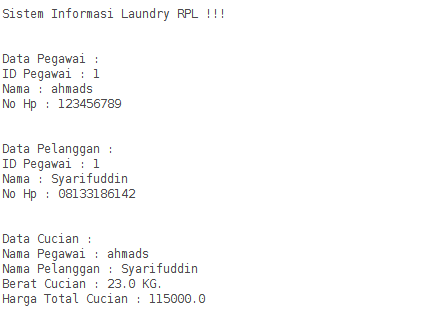 Sistem Informasi Laundry RPL !!!
Data Pegawai :
ID Pegawai : 1
Nama : ahmads
No Hp : 123456789
Data Pelanggan :
ID Pegawai : 1
Nama : Syarifuddin
No Hp : 08133186142
Data Cucian :
Nama Pegawai : ahmads
Nama Pelanggan : Syarifuddin
Berat Cucian : 23.0 KG.
Harga Total Cucian : 115000.0